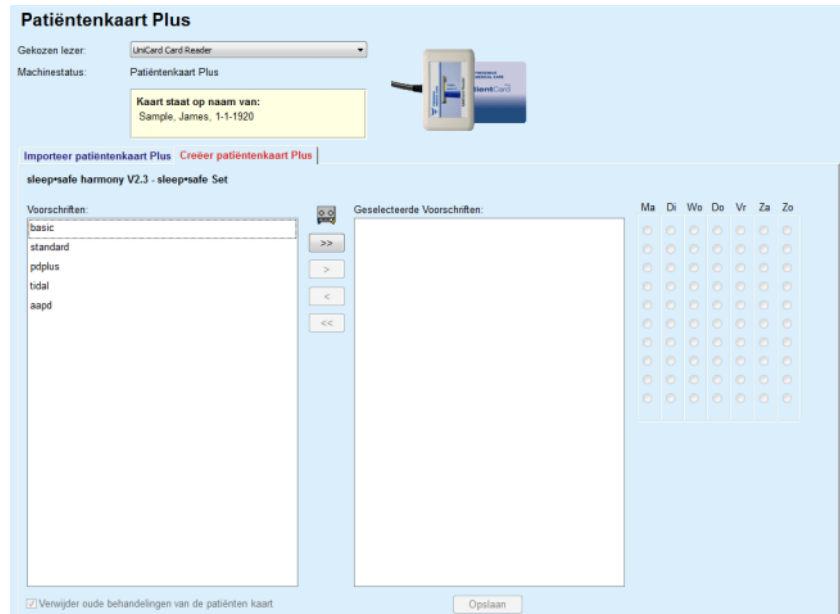 Patiëntenkaart Plus
Gekozen lezer: UniCard Card Reader
Machinestatus: Patiëntenkaart Plus
Kaart staat op naam van:
Sample, James, 1-1-1920
Importeer patiëntenkaart Plus Creëer patiëntenkaart Plus
sleep•safe harmony V2.3 - sleep•safe Set
Voorschriften: Geselecteerde Voorschriften: Ma Di Wo Do Vr Za Zo
basic
standard
pdplus
tidal
aapd
>>
>
<
<<
Verwijder oude behandelingen van de patiënten kaart Opslaan